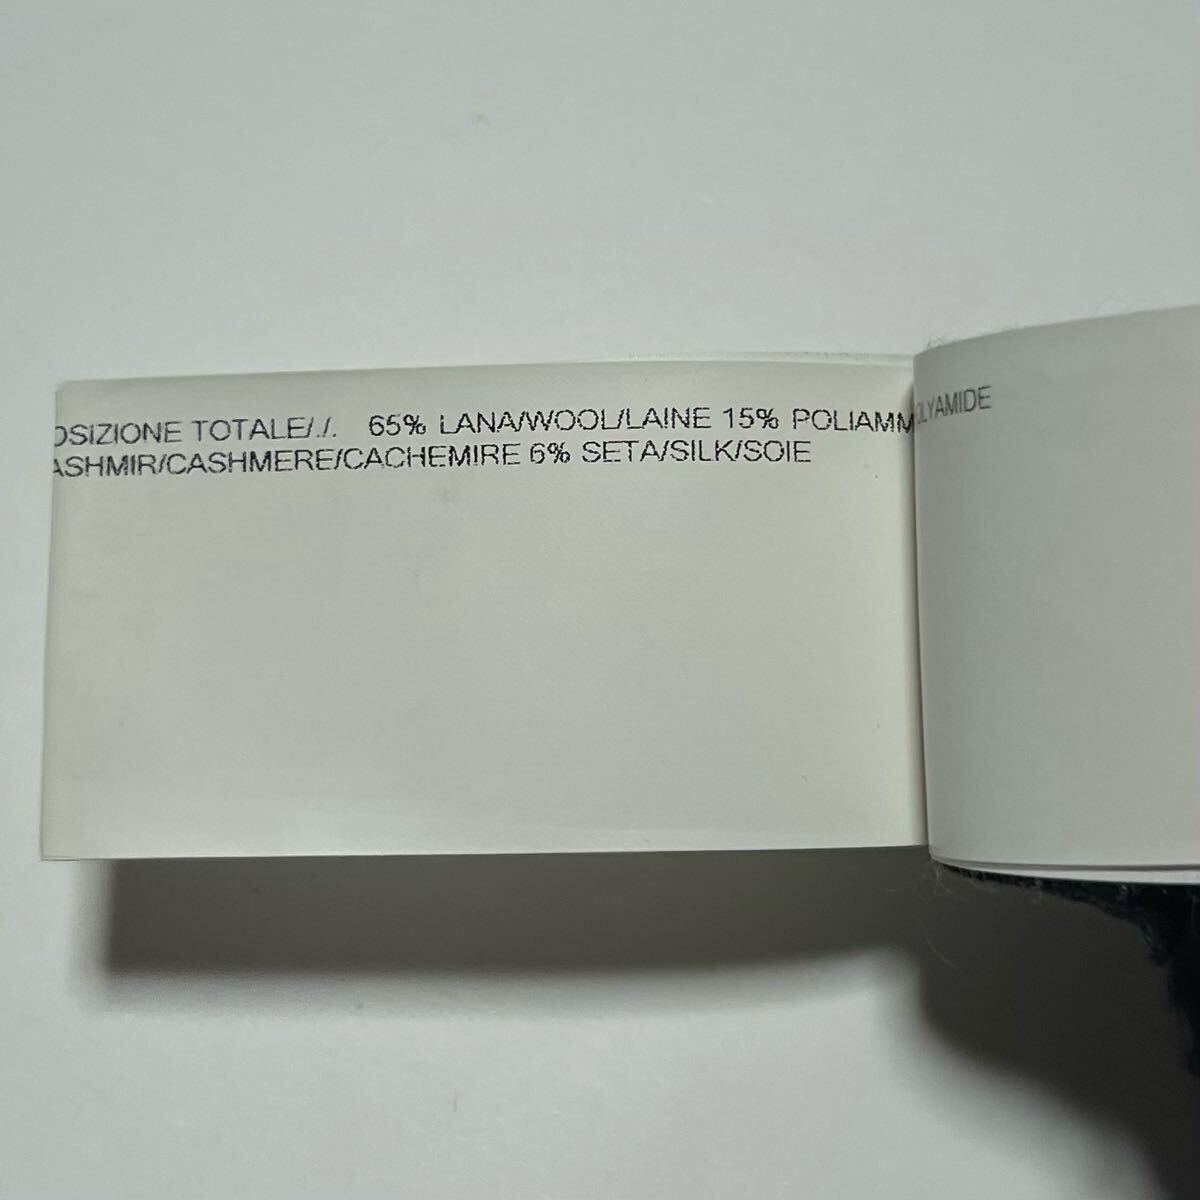 OSIZIONE TOTALE/./. 65% LANA/WOOL/LAINE 15% POLIAMM OLYAMIDE
ASHMIR/CASHMERE/CACHEMIRE 6% SETA/SILK/SOIE